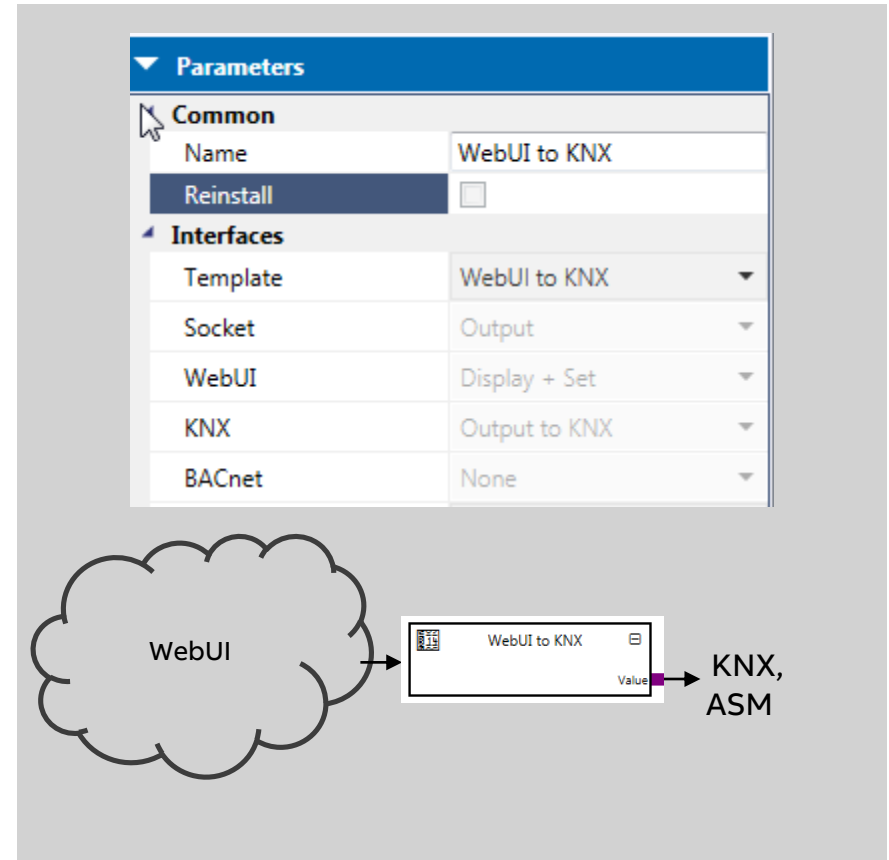 Parameters
Common
Name WebUI to KNX
Reinstall
Interfaces
Template WebUI to KNX
Socket Output
WebUI Display + Set
KNX Output to KNX
BACnet None
WebUI
WebUI to KNX
Value
KNX,
ASM